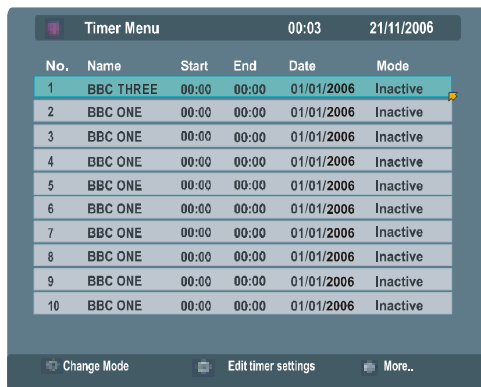 Timer Menu 00:03 21/11/2006
No. Name Start End Date Mode
1 BBC THREE 00:00 00:00 01/01/2006 Inactive
2 BBC ONE 00:00 00:00 01/01/2006 Inactive
3 BBC ONE 00:00 00:00 01/01/2006 Inactive
4 BBC ONE 00:00 00:00 01/01/2006 Inactive
5 BBC ONE 00:00 00:00 01/01/2006 Inactive
6 BBC ONE 00:00 00:00 01/01/2006 Inactive
7 BBC ONE 00:00 00:00 01/01/2006 Inactive
8 BBC ONE 00:00 00:00 01/01/2006 Inactive
9 BBC ONE 00:00 00:00 01/01/2006 Inactive
10 BBC ONE 00:00 00:00 01/01/2006 Inactive
Change Mode Edit timer settings More..